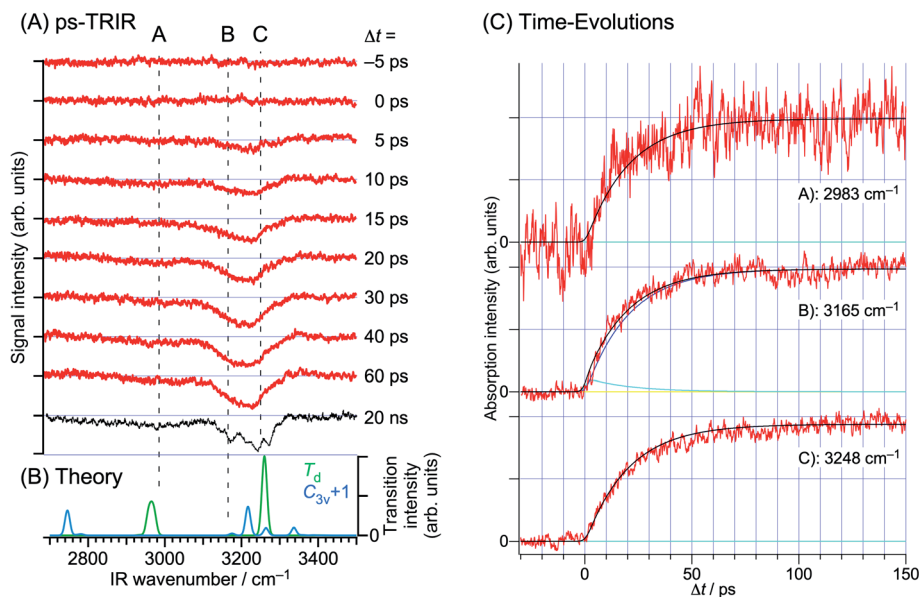 (A) ps-TRIR
A
B
C
Δt =
–5 ps
0 ps
5 ps
10 ps
15 ps
20 ps
30 ps
40 ps
60 ps
20 ns
Signal intensity (arb. units)
(B) Theory
Td
C3v+1
Transition intensity (arb. units)
0
2800
3000
3200
3400
IR wavenumber / cm⁻¹
(C) Time-Evolutions
Absorption intensity (arb. units)
0
A): 2983 cm⁻¹
0
B): 3165 cm⁻¹
0
C): 3248 cm⁻¹
0
50
100
150
Δt / ps